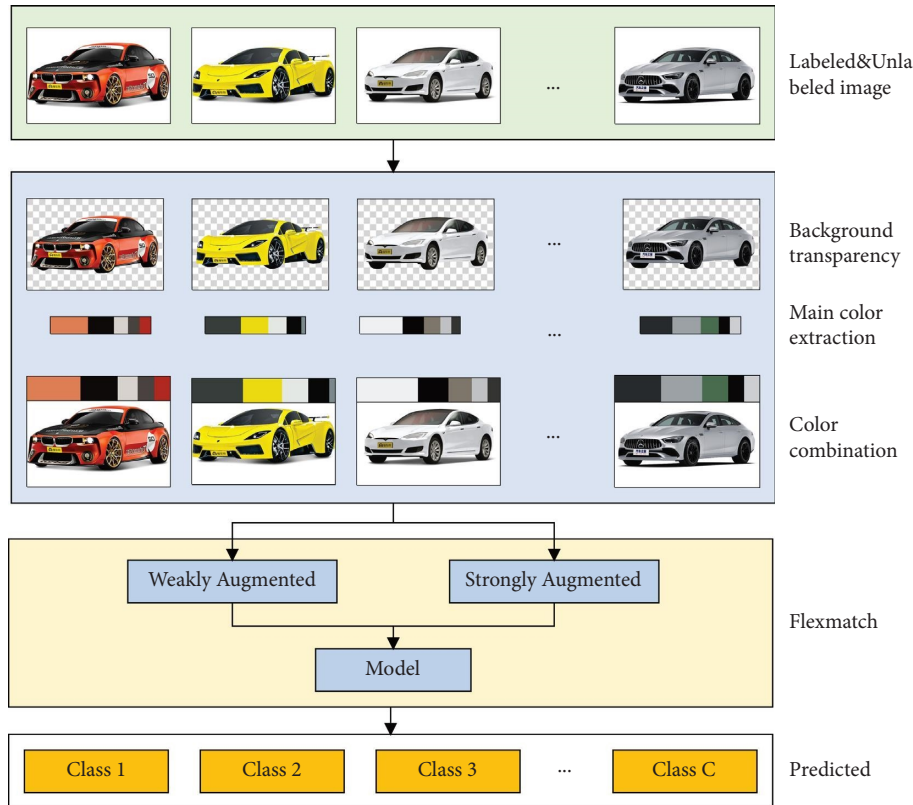 Labeled&Unla
beled image
...
Background
transparency
...
Main color
extraction
...
Color
combination
...
Weakly Augmented
Strongly Augmented
Flexmatch
Model
Class 1
Class 2
Class 3
...
Class C
Predicted